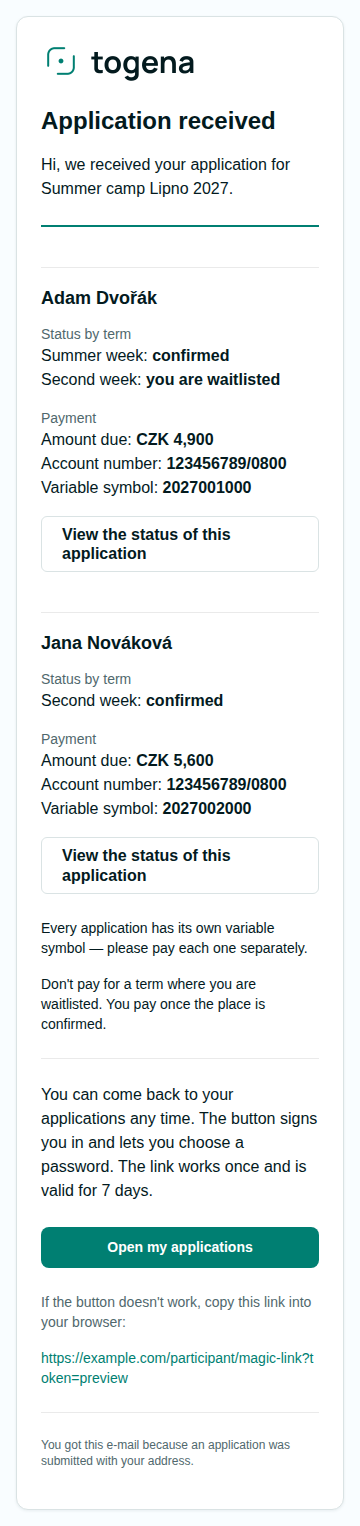 togena
Application received
Hi, we received your application for
Summer camp Lipno 2027.
Adam Dvořák
Status by term
Summer week: confirmed
Second week: you are waitlisted
Payment
Amount due: CZK 4,900
Account number: 123456789/0800
Variable symbol: 2027001000
View the status of this
application
Jana Nováková
Status by term
Second week: confirmed
Payment
Amount due: CZK 5,600
Account number: 123456789/0800
Variable symbol: 2027002000
View the status of this
application
Every application has its own variable
symbol — please pay each one separately.
Don't pay for a term where you are
waitlisted. You pay once the place is
confirmed.
You can come back to your
applications any time. The button signs
you in and lets you choose a
password. The link works once and is
valid for 7 days.
Open my applications
If the button doesn't work, copy this link into
your browser:
https://example.com/participant/magic-link?t
oken=preview
You got this e-mail because an application was
submitted with your address.